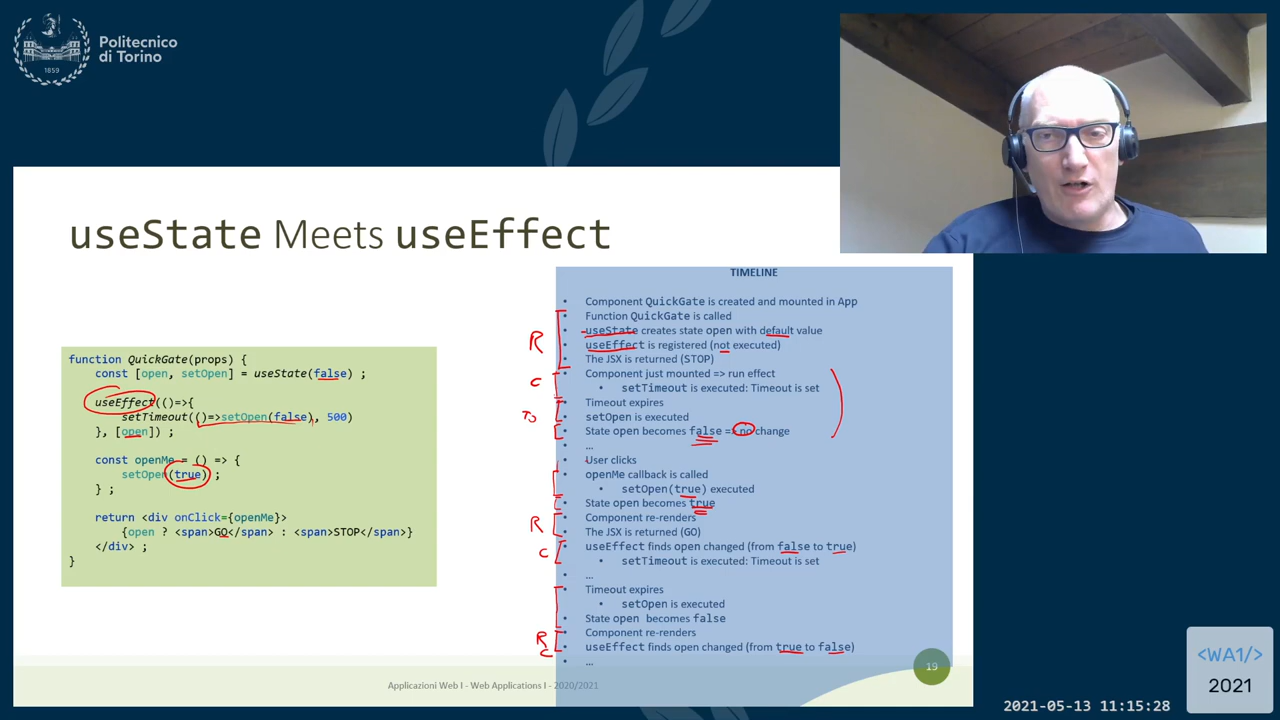 Politecnico
di Torino
1859
useState Meets useEffect
function QuickGate(props) {
const [open, setOpen] = useState(false) ;
useEffect(()=>{
setTimeout(()=>setOpen(false), 500)
}, [open]) ;
const openMe = () => {
setOpen(true) ;
} ;
return <div onClick={openMe}>
{open ? <span>GO</span> : <span>STOP</span>}
</div> ;
}
TIMELINE
• Component QuickGate is created and mounted in App
• Function QuickGate is called
• useState creates state open with default value
• useEffect is registered (not executed)
• The JSX is returned (STOP)
• Component just mounted => run effect
• setTimeout is executed: Timeout is set
• Timeout expires
• setOpen is executed
• State open becomes false => no change
• …
• User clicks
• openMe callback is called
• setOpen(true) executed
• State open becomes true
• Component re-renders
• The JSX is returned (GO)
• useEffect finds open changed (from false to true)
• setTimeout is executed: Timeout is set
• …
• Timeout expires
• setOpen is executed
• State open becomes false
• Component re-renders
• useEffect finds open changed (from true to false)
• …
R
C
TO
R
C
R
C
Applicazioni Web I - Web Applications I - 2020/2021
19
<WA1/>
2021
2021-05-13 11:15:28